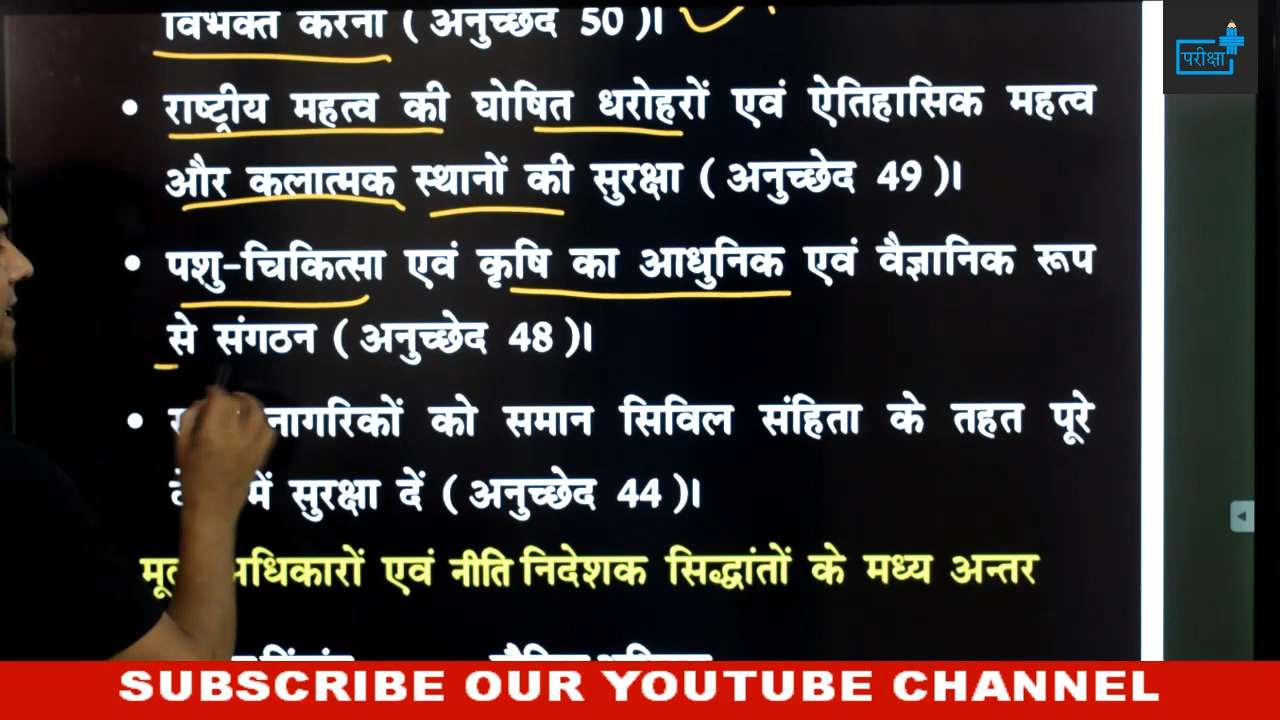 विभक्त करना ( अनुच्छेद 50 )।
परीक्षा
• राष्ट्रीय महत्व की घोषित धरोहरों एवं ऐतिहासिक महत्व
और कलात्मक स्थानों की सुरक्षा ( अनुच्छेद 49 )।
• पशु-चिकित्सा एवं कृषि का आधुनिक एवं वैज्ञानिक रूप
से संगठन ( अनुच्छेद 48 )।
• नागरिकों को समान सिविल संहिता के तहत पूरे
में सुरक्षा दें ( अनुच्छेद 44 )।
अधिकारों एवं नीति निदेशक सिद्धांतों के मध्य अन्तर
SUBSCRIBE OUR YOUTUBE CHANNEL